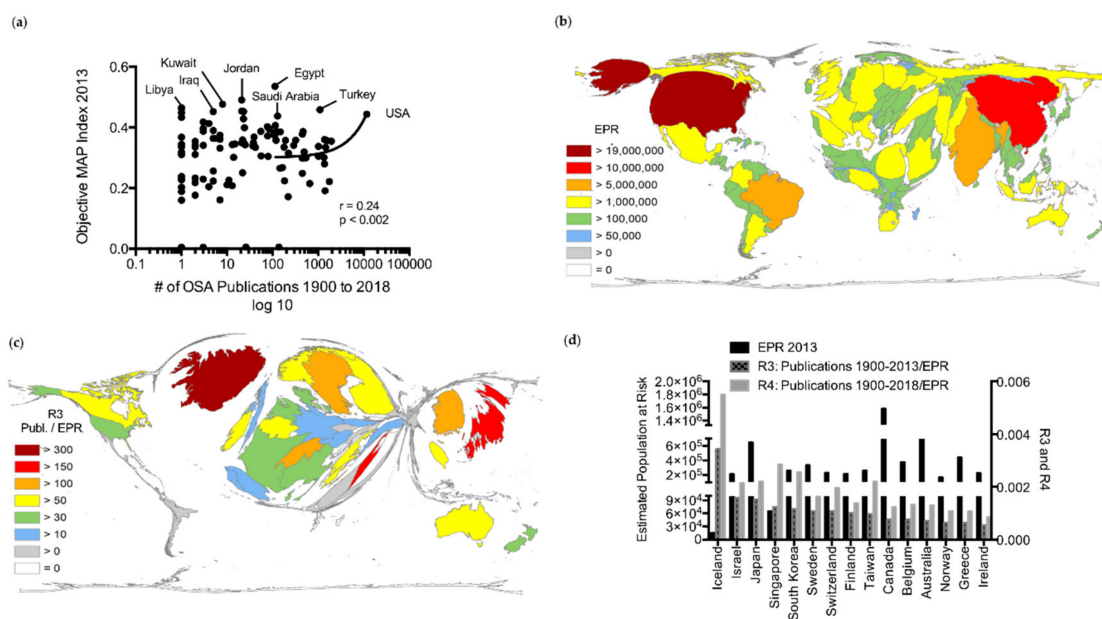 (a)
Objective MAP Index 2013
0.6
0.4
0.2
0.0
Libya
Iraq
Kuwait
Jordan
Egypt
Saudi Arabia
Turkey
USA
r = 0.24
p < 0.002
0.1 1 10 100 1000 10000 100000
# of OSA Publications 1900 to 2018
log 10
(b)
EPR
> 19,000,000
> 10,000,000
> 5,000,000
> 1,000,000
> 100,000
> 50,000
> 0
= 0
(c)
R3
Publ. / EPR
> 300
> 150
> 100
> 50
> 30
> 10
> 0
= 0
(d)
EPR 2013
R3: Publications 1900-2013/EPR
R4: Publications 1900-2018/EPR
Estimated Population at Risk
2.0×10⁶
1.8×10⁶
1.6×10⁶
1.4×10⁶
1.2×10⁶
6×10⁵
4×10⁵
2×10⁵
9×10⁴
6×10⁴
3×10⁴
0
0.006
0.004
0.002
0.000
R3 and R4
Iceland
Israel
Japan
Singapore
South Korea
Sweden
Switzerland
Finland
Taiwan
Canada
Belgium
Australia
Norway
Greece
Ireland